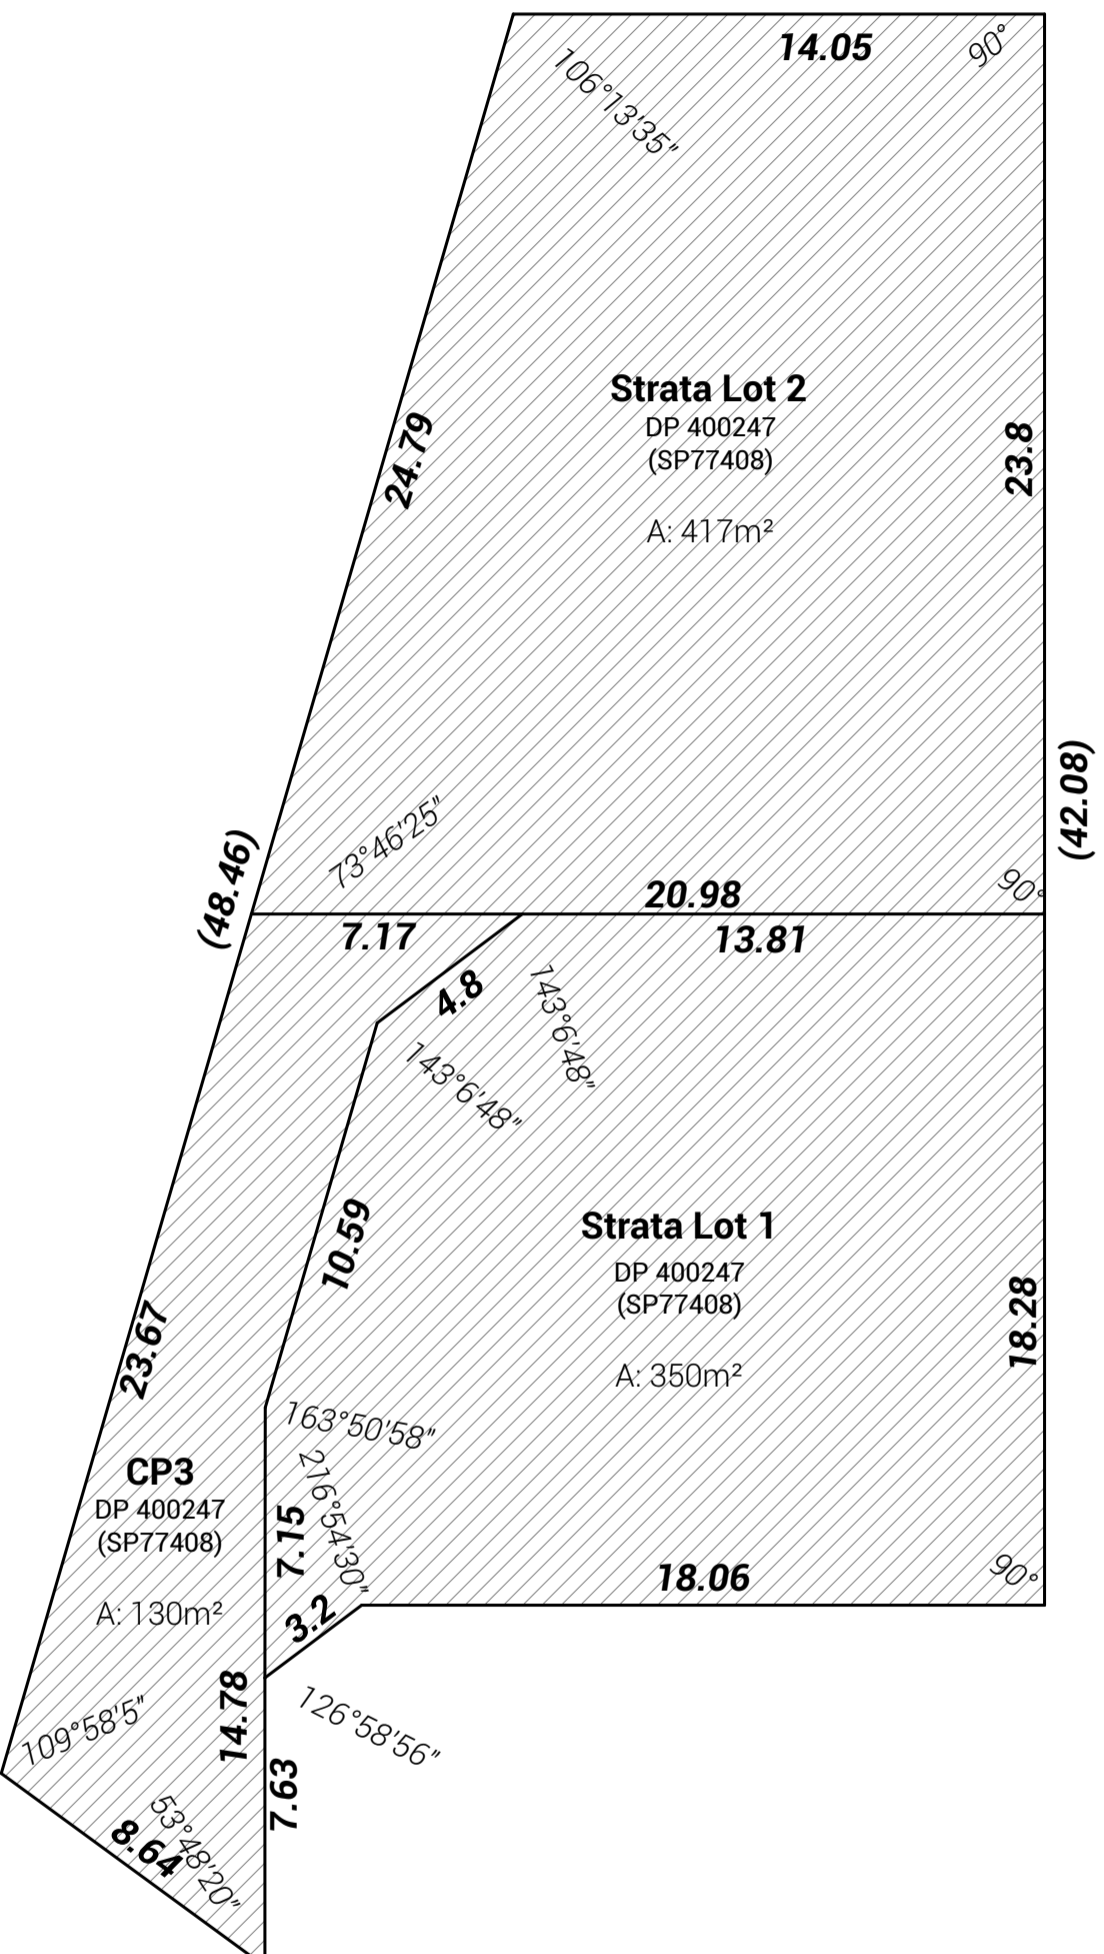 14.05
90°
106°13'35"
Strata Lot 2
DP 400247
(SP77408)
A: 417m²
24.79
23.8
(42.08)
73°46'25"
(48.46)
20.98
90°
7.17
13.81
4.8
143°6'48"
143°6'48"
10.59
Strata Lot 1
DP 400247
(SP77408)
A: 350m²
18.28
23.67
163°50'58"
216°54'30"
CP3
DP 400247
(SP77408)
A: 130m²
7.15
3.2
18.06
90°
109°58'5"
14.78
126°58'56"
7.63
53°48'20"
8.64